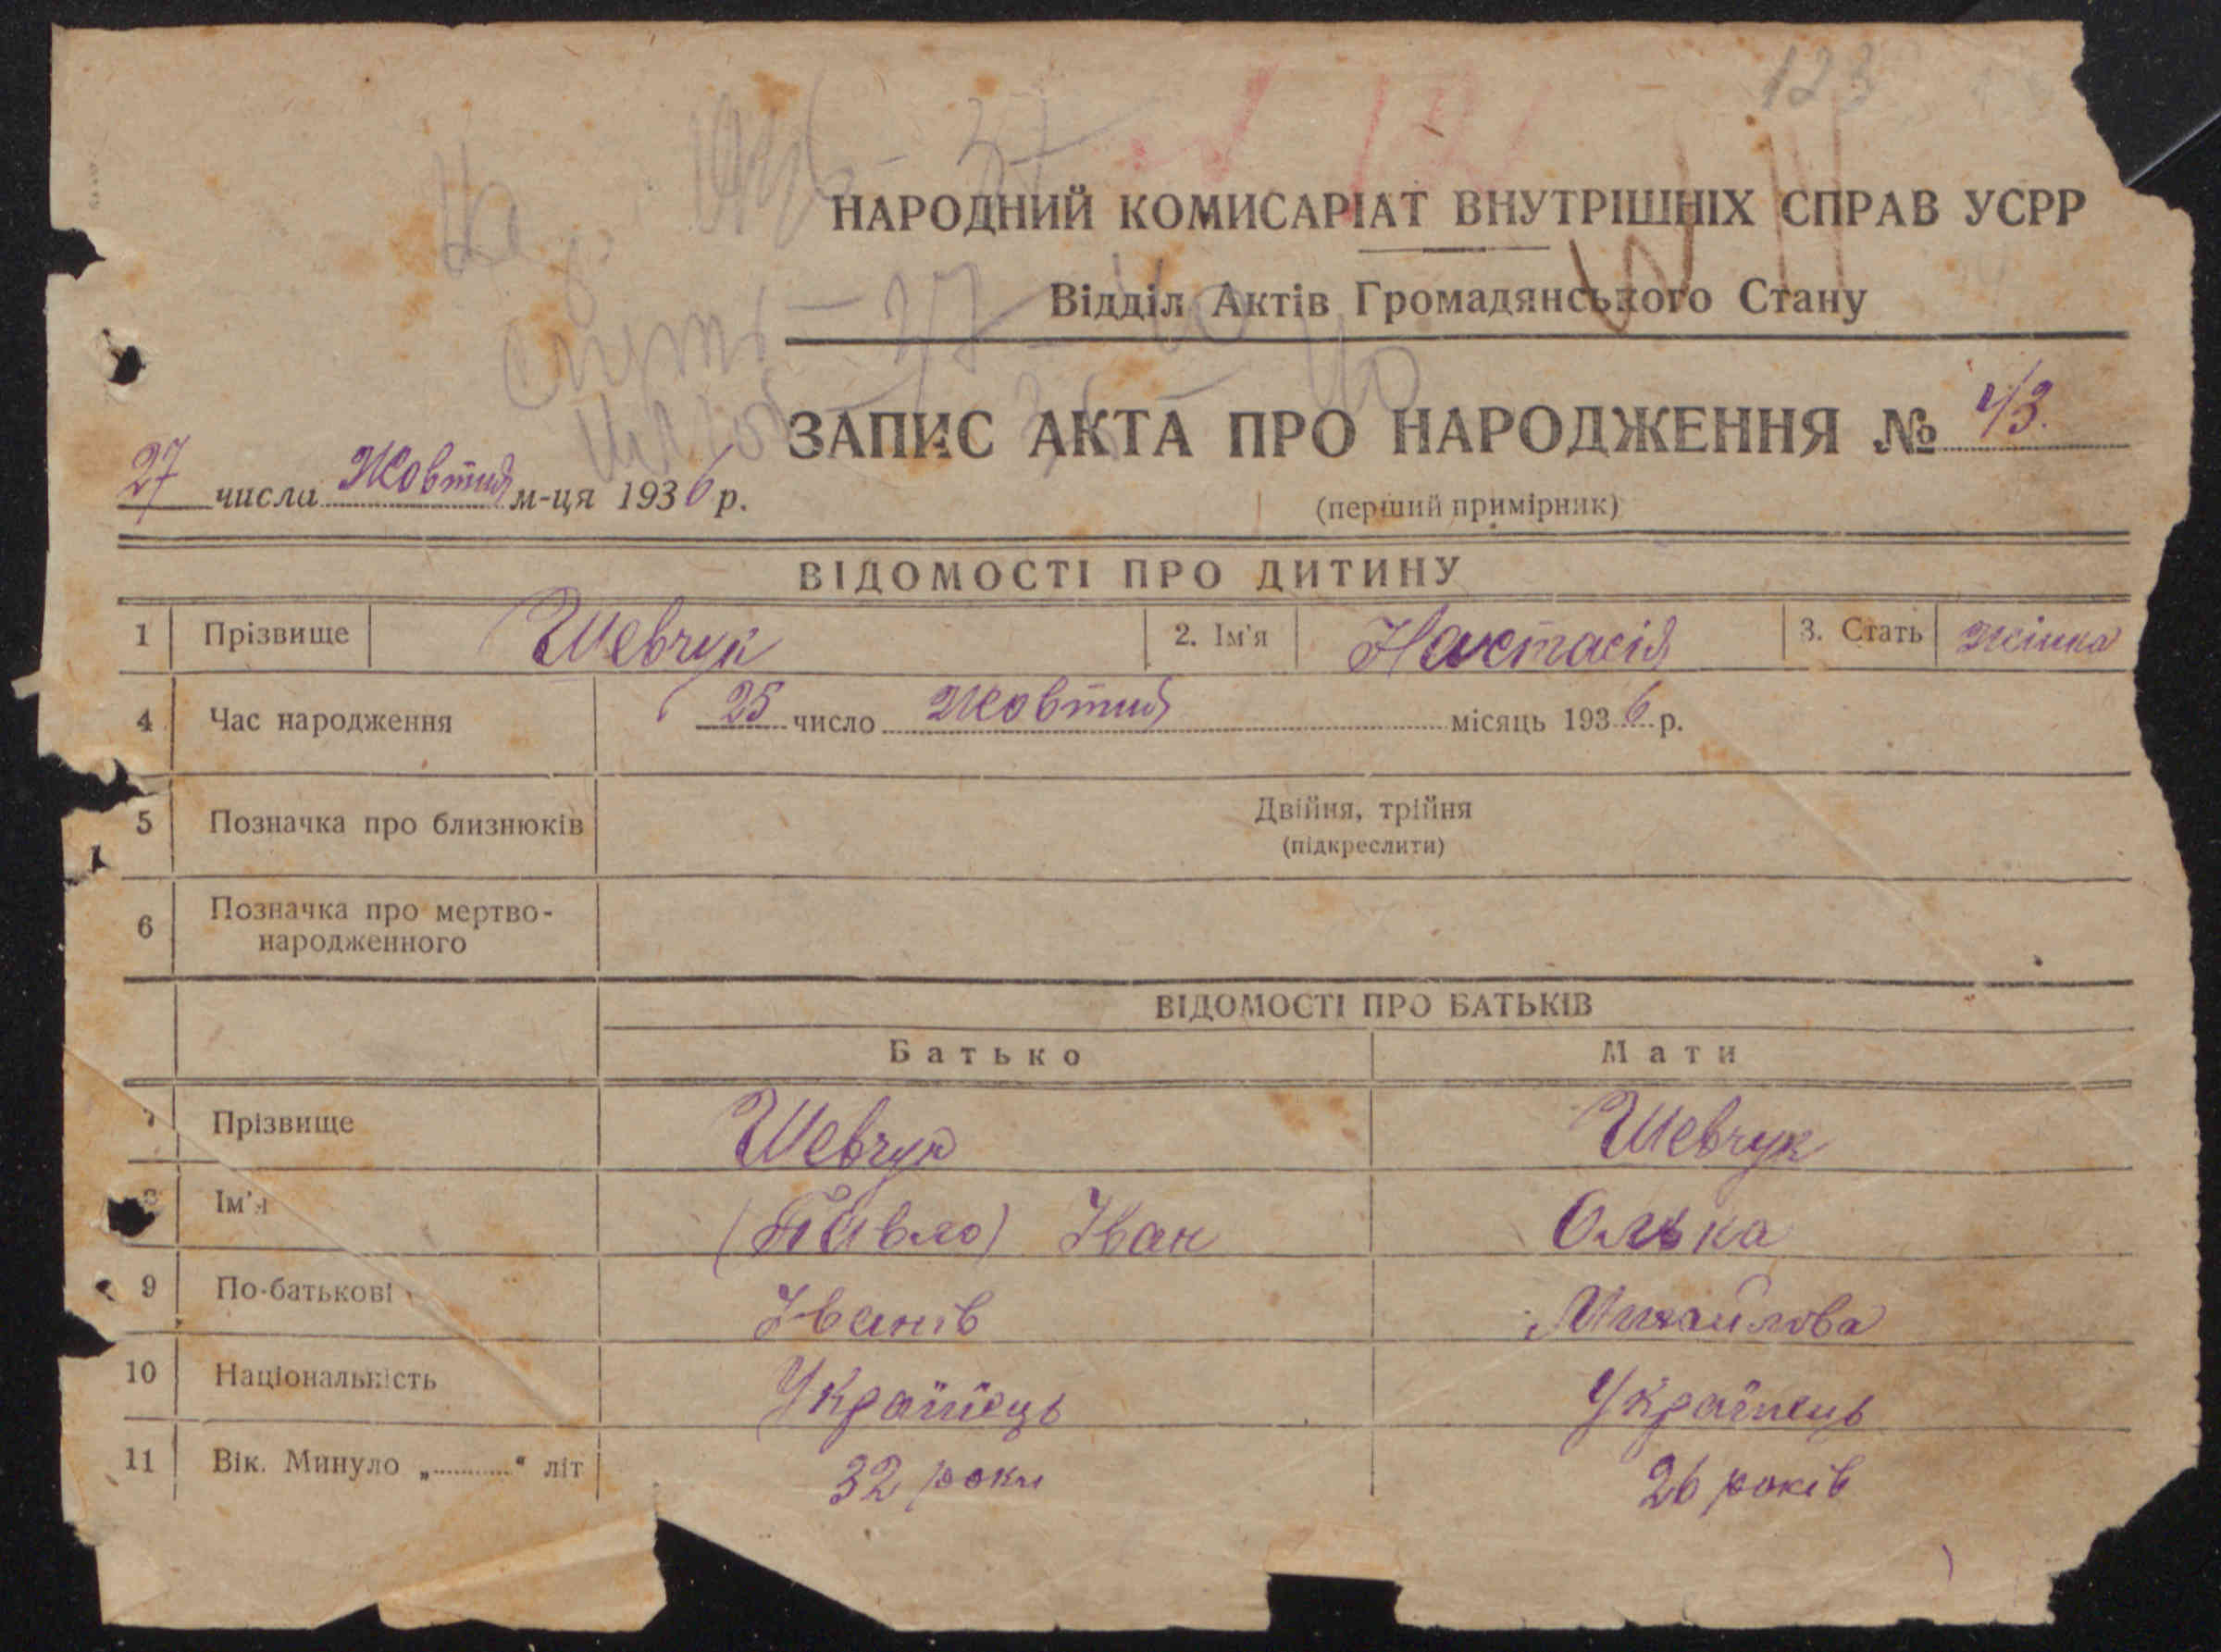 123
НАРОДНИЙ КОМИСАРІАТ ВНУТРІШНІХ СПРАВ УСРР
Відділ Актів Громадянського Стану
ЗАПИС АКТА ПРО НАРОДЖЕННЯ № 43.
27 числа Жовтня м-ця 1936 р.
(перший примірник)
ВІДОМОСТІ ПРО ДИТИНУ
1 Прізвище Шевчук 2. Ім'я Настасія 3. Стать жінка
4 Час народження 25 число Жовтня місяць 1936 р.
5 Позначка про близнюків Двійня, трійня
(підкреслити)
6 Позначка про мертво-
народженного
ВІДОМОСТІ ПРО БАТЬКІВ
Батько Мати
Прізвище Шевчук Шевчук
8 Ім'я (Павло) Іван Олька
9 По-батькові Іванів Михайлова
10 Національність Українець Українець
11 Вік. Минуло „............“ літ 32 роки 26 років